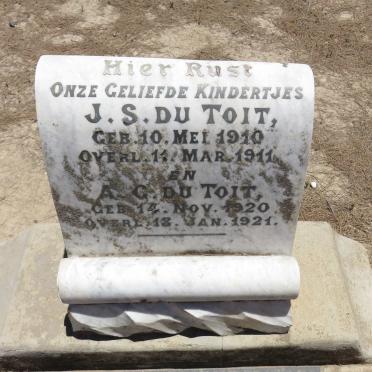 Hier Rust
Onze Geliefde Kindertjes
J. S. du Toit,
Geb. 10. Mei 1910
Overl. 11. Mar. 1911.
en
A. C. du Toit,
Geb. 14. Nov. 1920
Overl. 13. Jan. 1921.